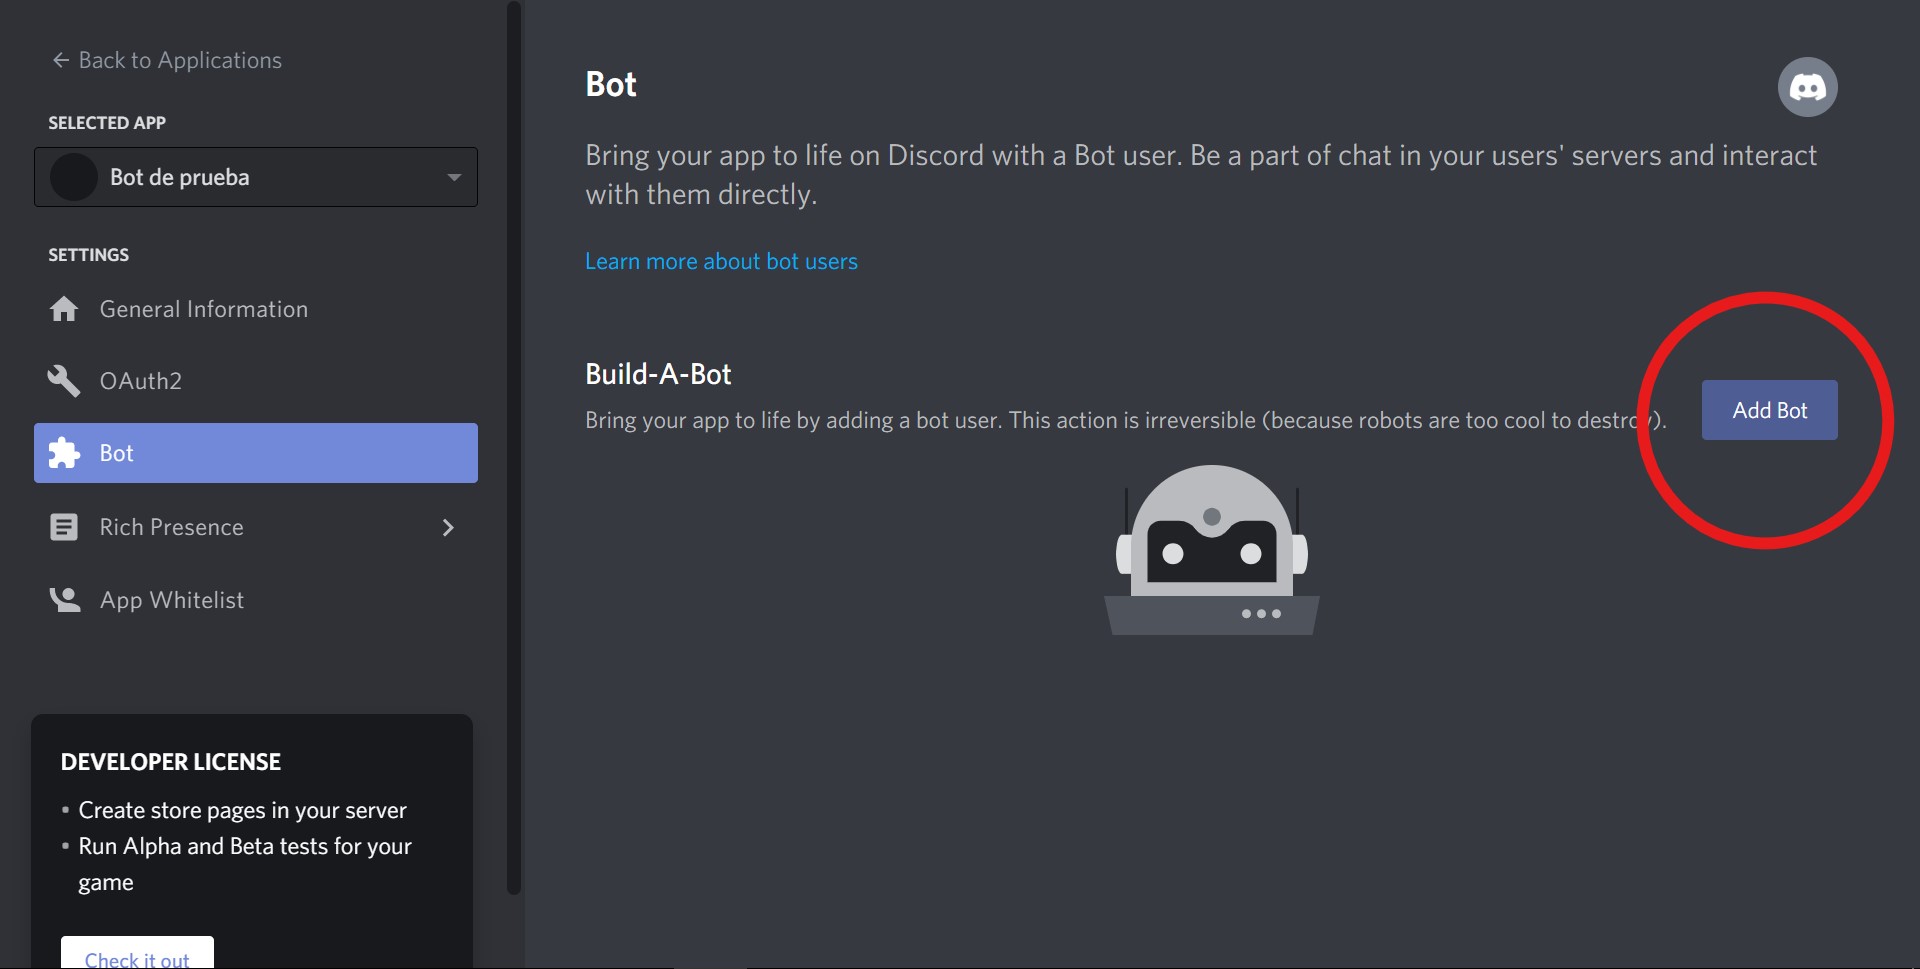 Back to Applications
SELECTED APP
Bot de prueba
SETTINGS
General Information
OAuth2
Bot
Rich Presence
App Whitelist
DEVELOPER LICENSE
• Create store pages in your server
• Run Alpha and Beta tests for your
game
Check it out
Bot
Bring your app to life on Discord with a Bot user. Be a part of chat in your users' servers and interact
with them directly.
Learn more about bot users
Build-A-Bot
Bring your app to life by adding a bot user. This action is irreversible (because robots are too cool to destroy).
Add Bot